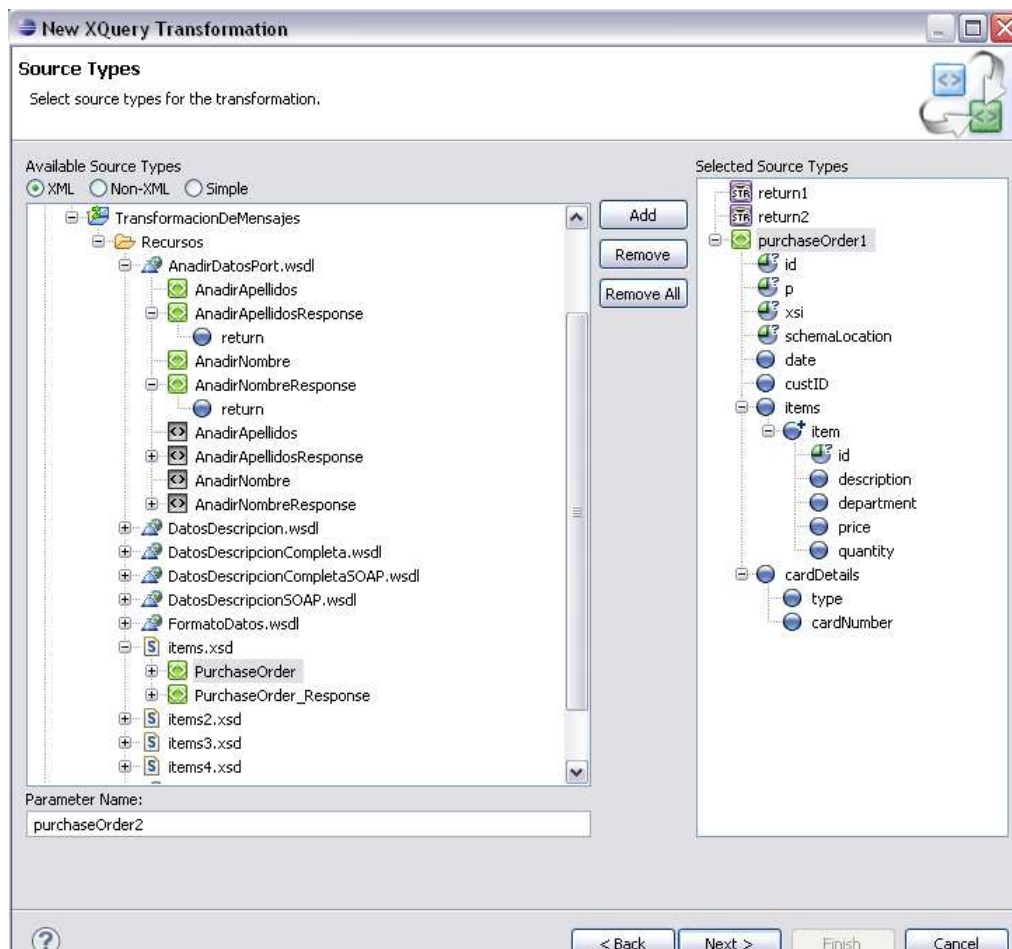 New XQuery Transformation
Source Types
Select source types for the transformation.
Available Source Types
XML Non-XML Simple
TransformacionDeMensajes
Recursos
AnadirDatosPort.wsdl
AnadirApellidos
AnadirApellidosResponse
return
AnadirNombre
AnadirNombreResponse
return
AnadirApellidos
AnadirApellidosResponse
AnadirNombre
AnadirNombreResponse
DatosDescripcion.wsdl
DatosDescripcionCompleta.wsdl
DatosDescripcionCompletaSOAP.wsdl
DatosDescripcionSOAP.wsdl
FormatoDatos.wsdl
items.xsd
PurchaseOrder
PurchaseOrder_Response
items2.xsd
items3.xsd
items4.xsd
Parameter Name:
purchaseOrder2
Add
Remove
Remove All
Selected Source Types
STR return1
STR return2
purchaseOrder1
id
p
xsi
schemaLocation
date
custID
items
item
id
description
department
price
quantity
cardDetails
type
cardNumber
< Back Next > Finish Cancel